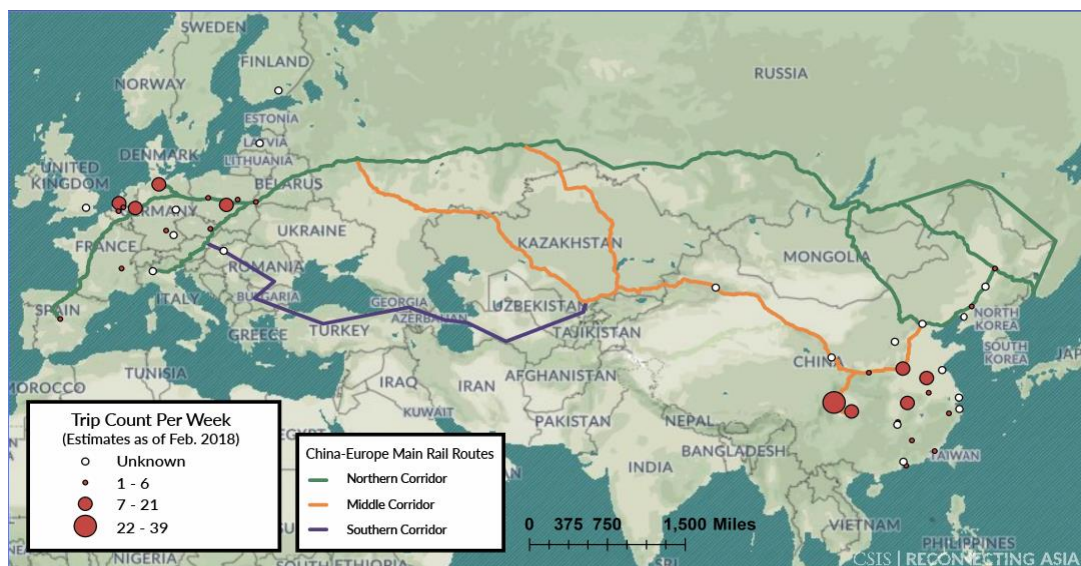 SWEDEN
FINLAND
NORWAY
RUSSIA
ESTONIA
LATVIA
DENMARK
LITHUANIA
UNITED
KINGDOM
BELARUS
GERMANY
UKRAINE
FRANCE
KAZAKHSTAN
MONGOLIA
ROMANIA
ITALY
SPAIN
BULGARIA
GEORGIA
UZBEKISTAN
NORTH
KOREA
GREECE
TURKEY
AZERBAIJAN
TAJIKISTAN
SOUTH
KOREA
CHINA
MOROCCO
TUNISIA
IRAQ
IRAN
AFGHANISTAN
KUWAIT
PAKISTAN
NEPAL
BANGLADESH
TAIWAN
INDIA
VIETNAM
PHILIPPINES
NIGERIA
Trip Count Per Week
(Estimates as of Feb. 2018)
Unknown
1 - 6
7 - 21
22 - 39
China-Europe Main Rail Routes
Northern Corridor
Middle Corridor
Southern Corridor
0 375 750 1,500 Miles
CSIS | RECONNECTING ASIA